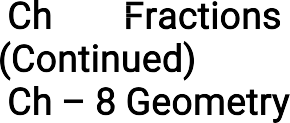 Ch Fractions
(Continued)
Ch – 8 Geometry